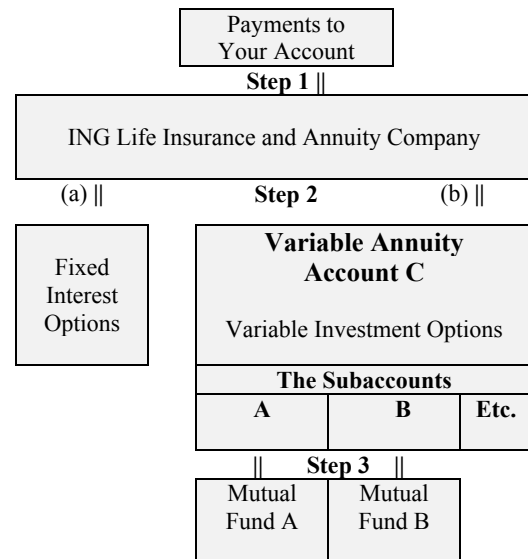 Payments to
Your Account
Step 1 ||
ING Life Insurance and Annuity Company
(a) || Step 2 (b) ||
Fixed
Interest
Options
Variable Annuity
Account C
Variable Investment Options
The Subaccounts
A B Etc.
|| Step 3 ||
Mutual
Fund A
Mutual
Fund B